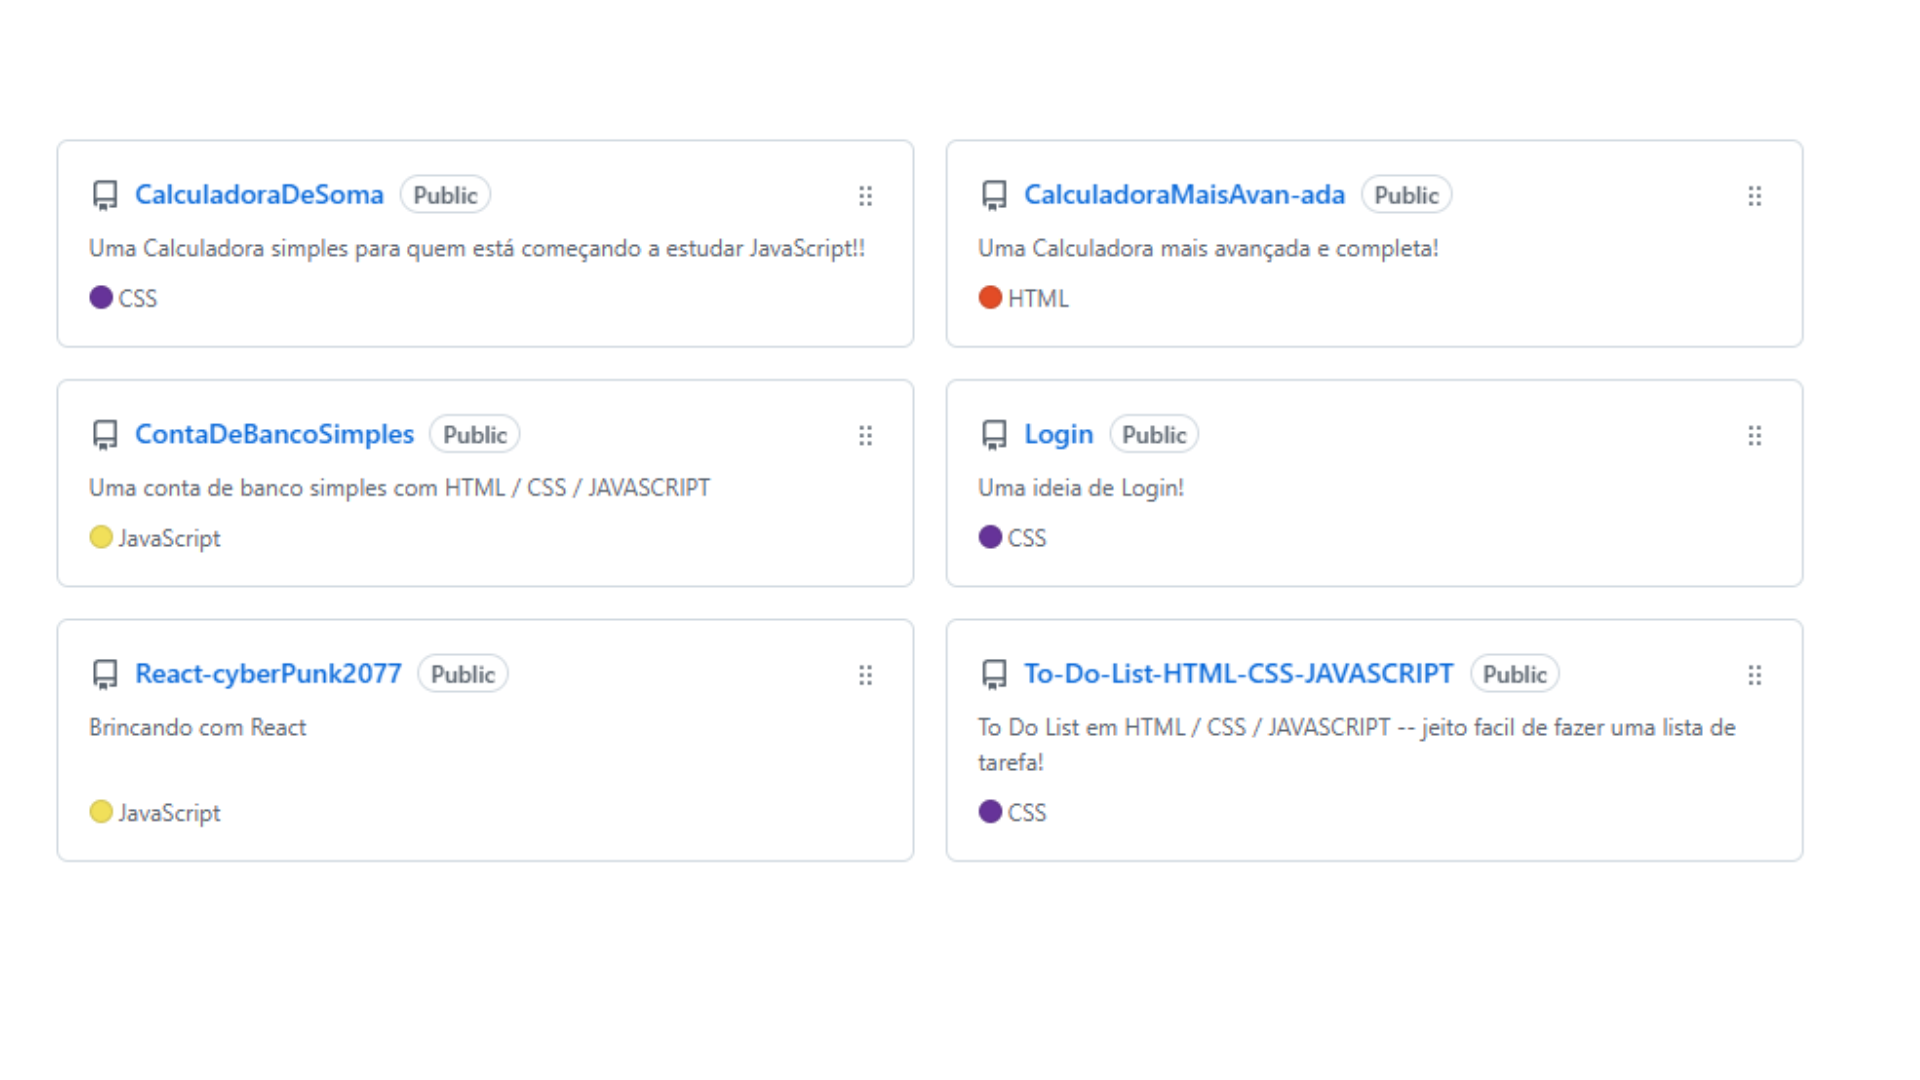 CalculadoraDeSoma Public
Uma Calculadora simples para quem está começando a estudar JavaScript!!
CSS
CalculadoraMaisAvan-ada Public
Uma Calculadora mais avançada e completa!
HTML
ContaDeBancoSimples Public
Uma conta de banco simples com HTML / CSS / JAVASCRIPT
JavaScript
Login Public
Uma ideia de Login!
CSS
React-cyberPunk2077 Public
Brincando com React
JavaScript
To-Do-List-HTML-CSS-JAVASCRIPT Public
To Do List em HTML / CSS / JAVASCRIPT -- jeito facil de fazer uma lista de
tarefa!
CSS